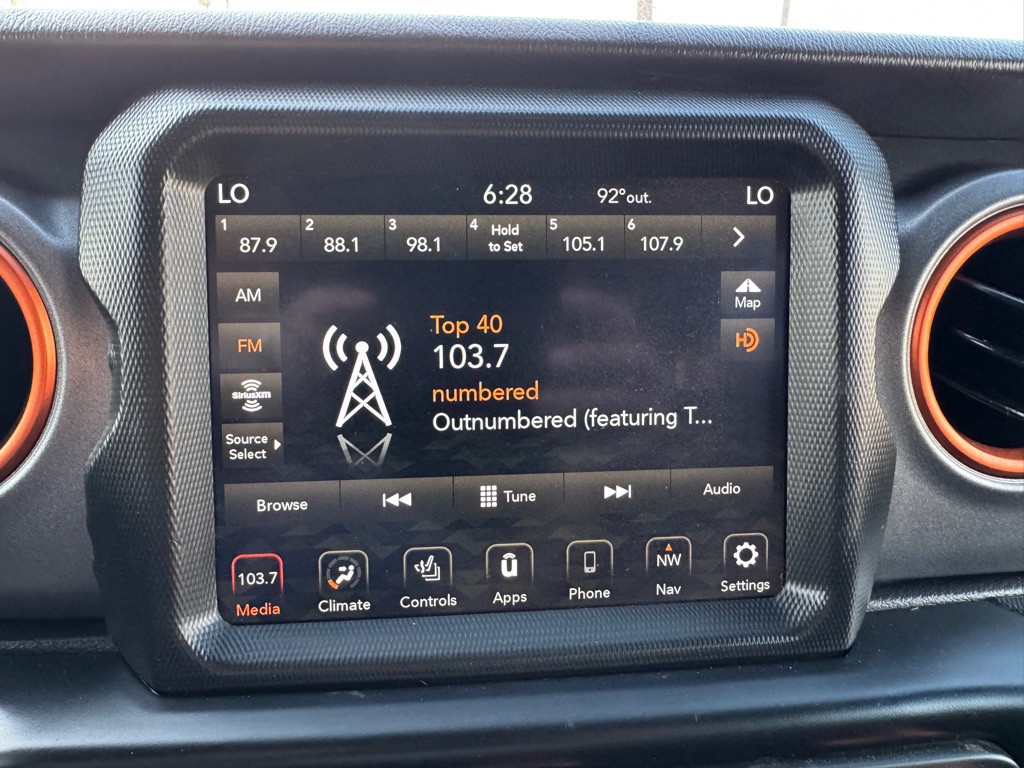 LO 6:28 92°out. LO
1 87.9 2 88.1 3 98.1 4 Hold to Set 5 105.1 6 107.9
AM
FM
SiriusXM
Source
Select
Map
HD
Top 40
103.7
numbered
Outnumbered (featuring T...
Browse Tune Audio
103.7 NW
Media Climate Controls Apps Phone Nav Settings